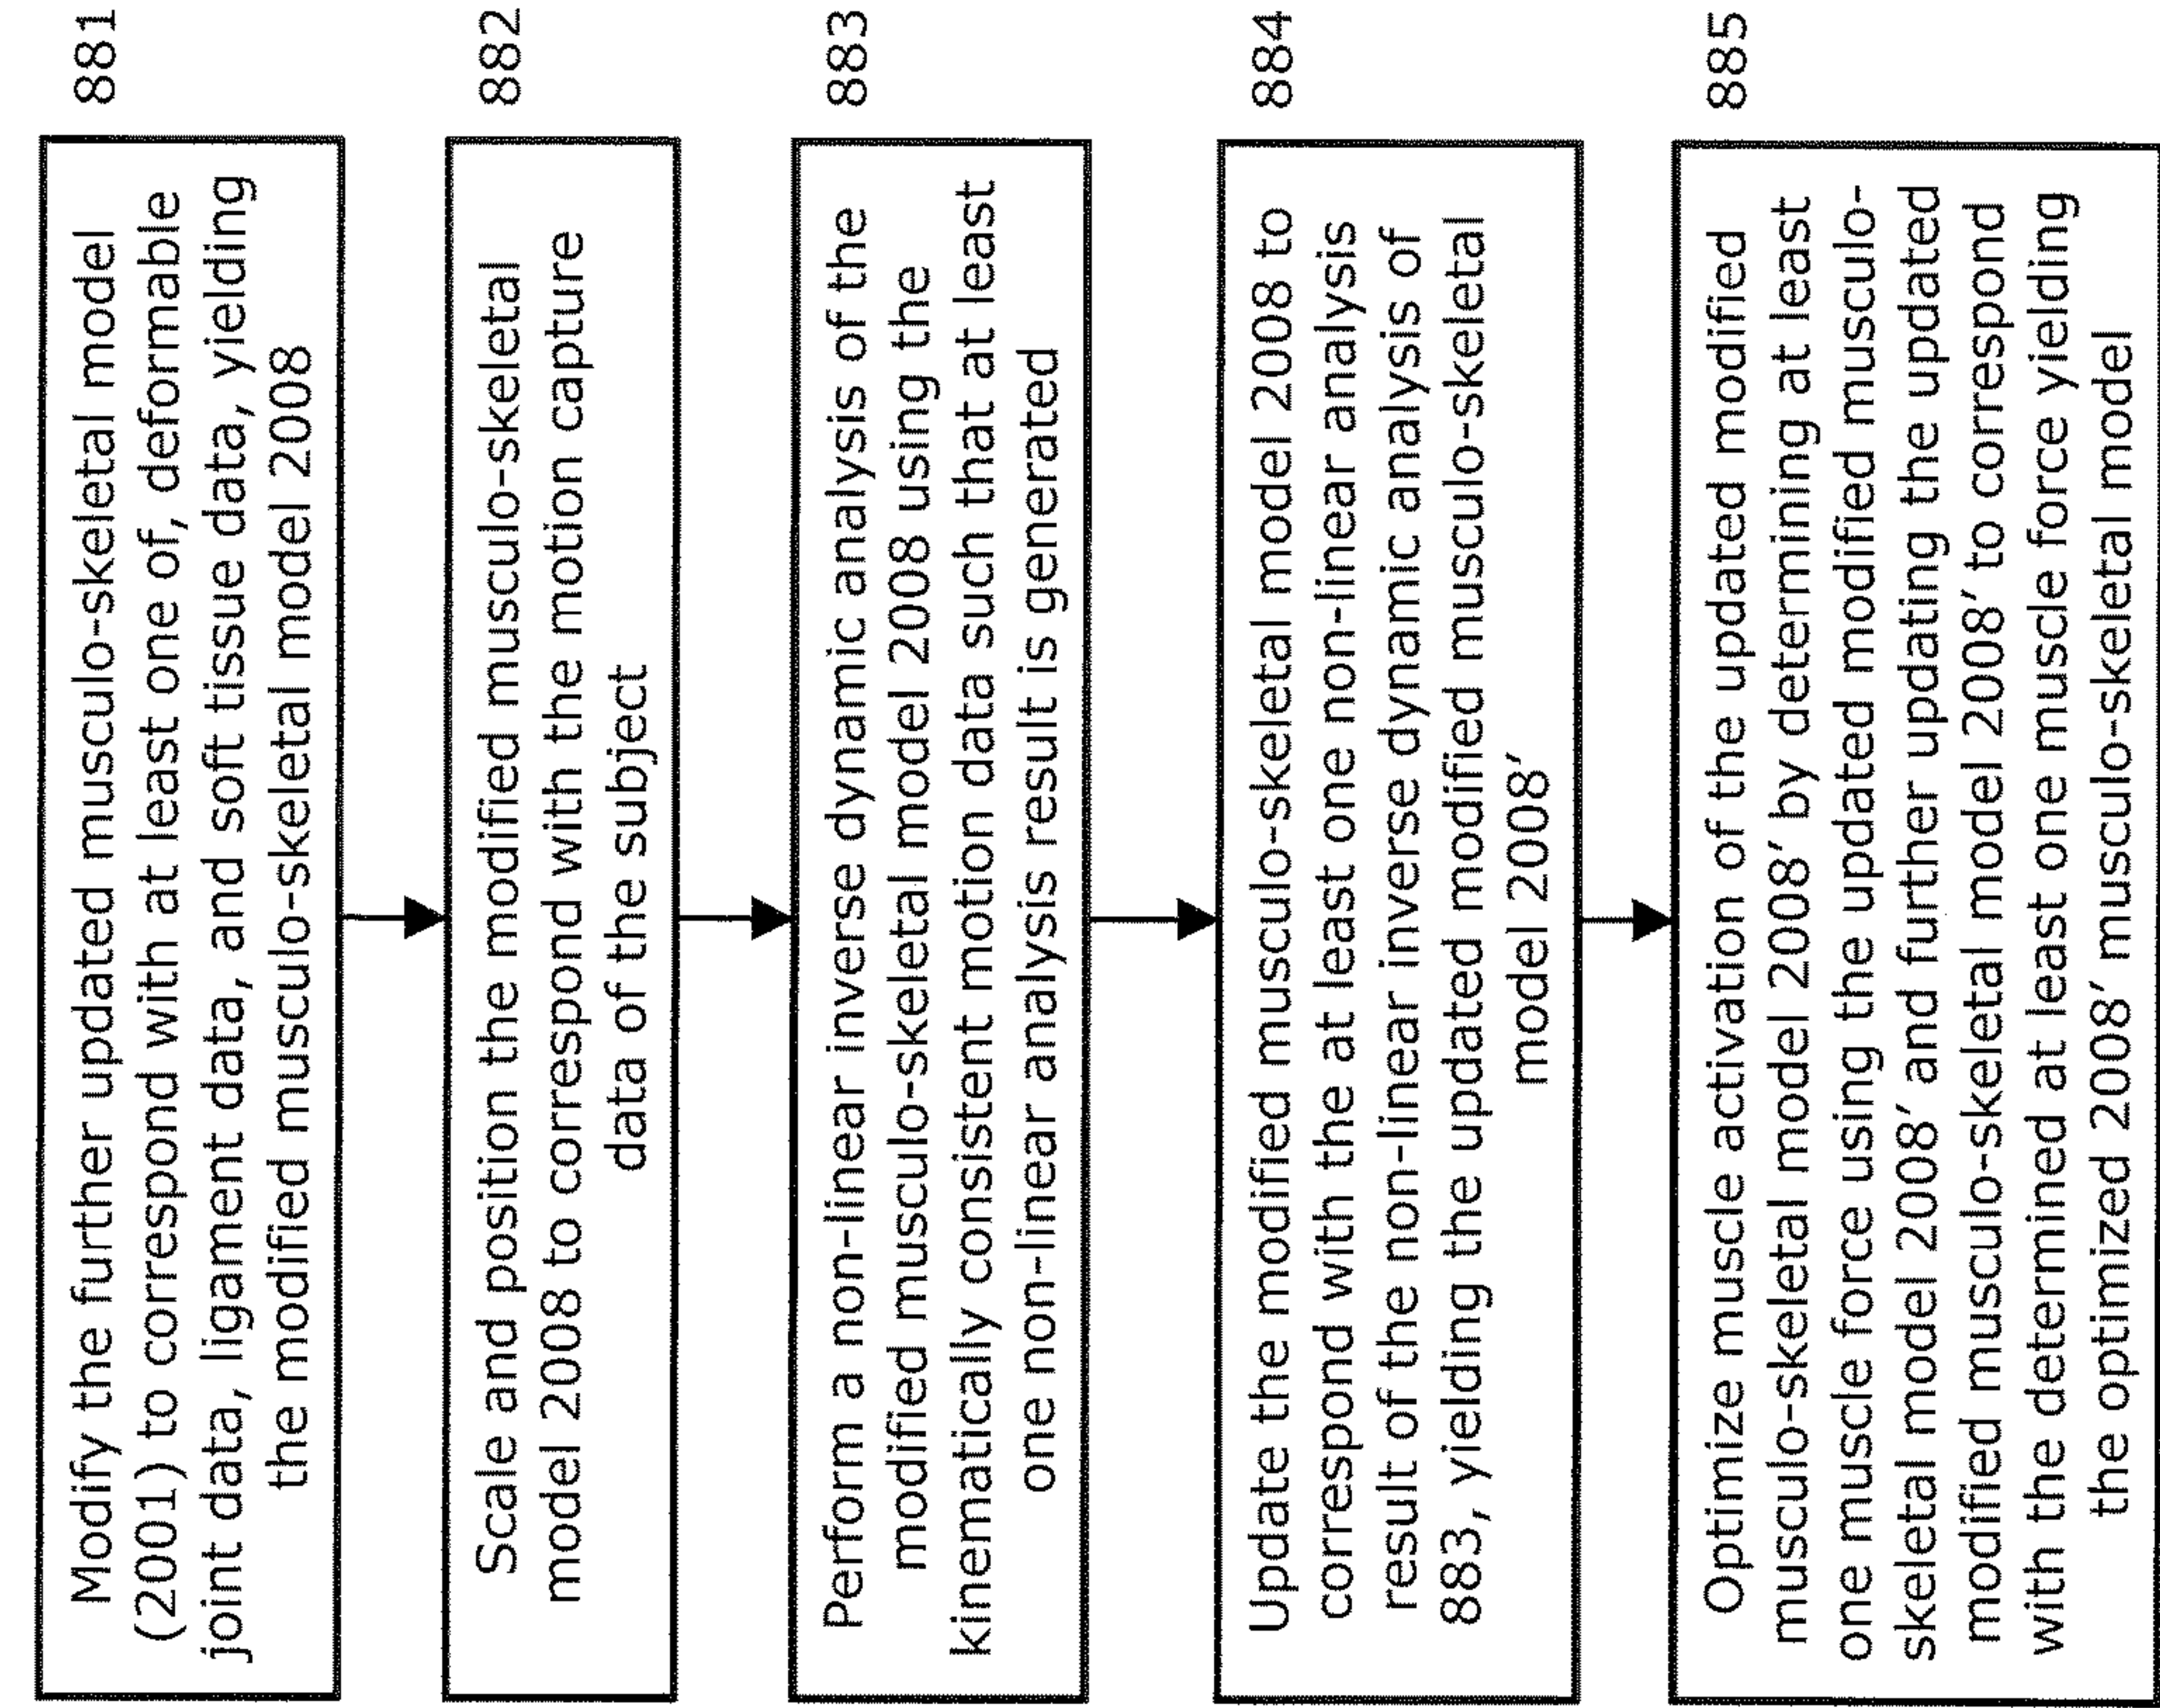 Modify the further updated musculo-skeletal model
(2001) to correspond with at least one of, deformable
joint data, ligament data, and soft tissue data, yielding
the modified musculo-skeletal model 2008
881
Scale and position the modified musculo-skeletal
model 2008 to correspond with the motion capture
data of the subject
882
Perform a non-linear inverse dynamic analysis of the
modified musculo-skeletal model 2008 using the
kinematically consistent motion data such that at least
one non-linear analysis result is generated
883
Update the modified musculo-skeletal model 2008 to
correspond with the at least one non-linear analysis
result of the non-linear inverse dynamic analysis of
883, yielding the updated modified musculo-skeletal
model 2008’
884
Optimize muscle activation of the updated modified
musculo-skeletal model 2008’ by determining at least
one muscle force using the updated modified musculo-
skeletal model 2008’ and further updating the updated
modified musculo-skeletal model 2008’ to correspond
with the determined at least one muscle force yielding
the optimized 2008’ musculo-skeletal model
885